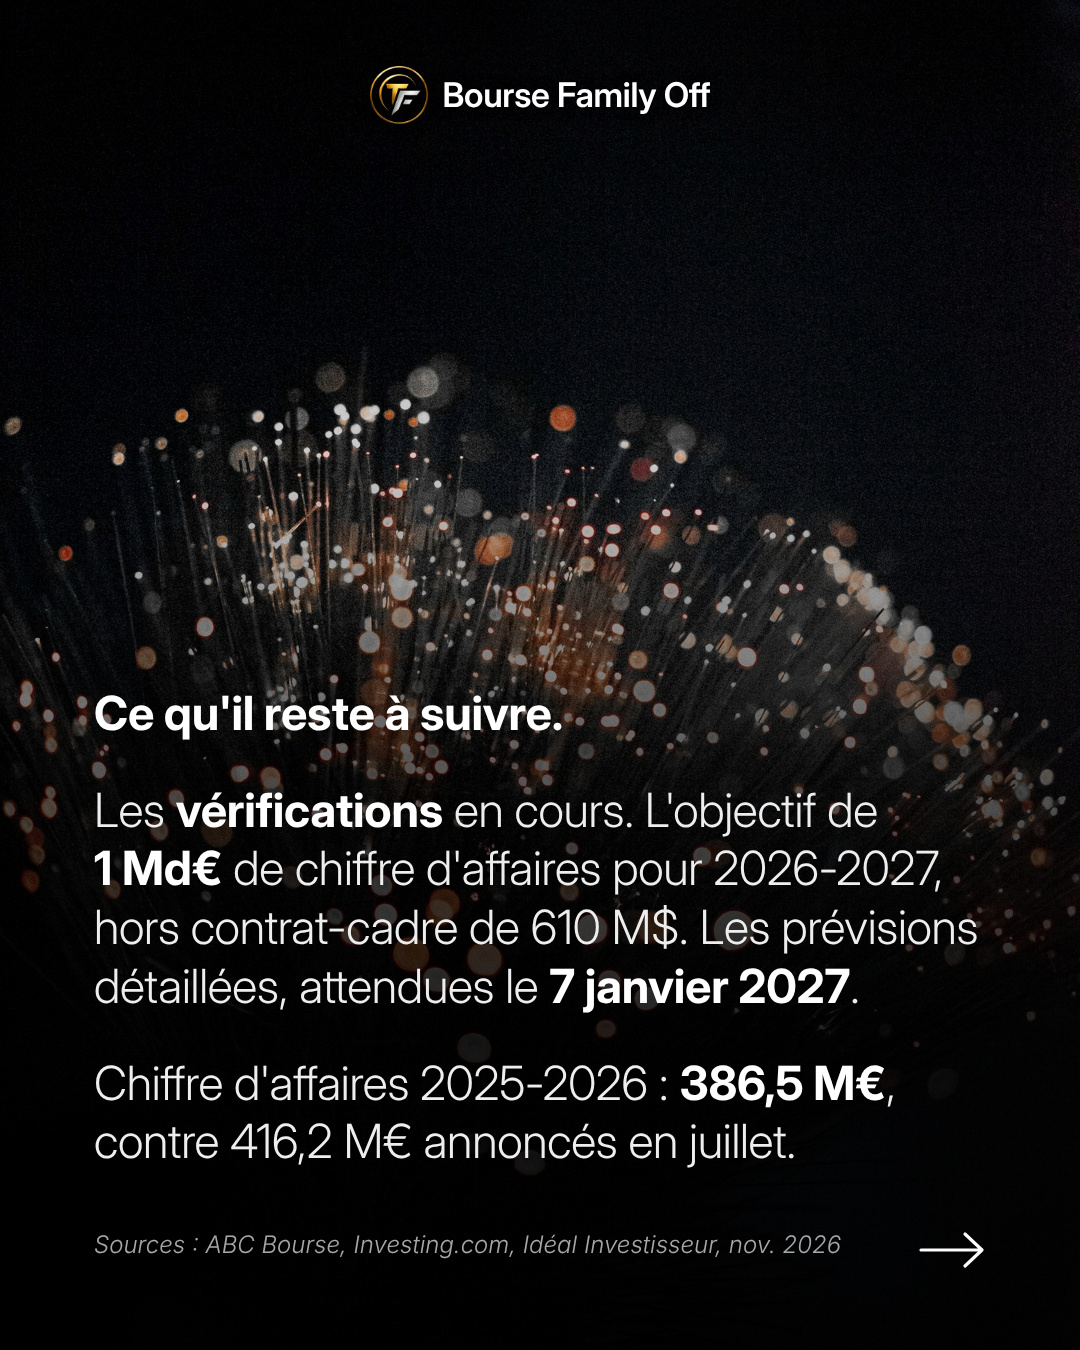 TF Bourse Family Off
Ce qu'il reste à suivre.
Les vérifications en cours. L'objectif de
1 Md€ de chiffre d'affaires pour 2026-2027,
hors contrat-cadre de 610 M$. Les prévisions
détaillées, attendues le 7 janvier 2027.
Chiffre d'affaires 2025-2026 : 386,5 M€,
contre 416,2 M€ annoncés en juillet.
Sources : ABC Bourse, Investing.com, Idéal Investisseur, nov. 2026